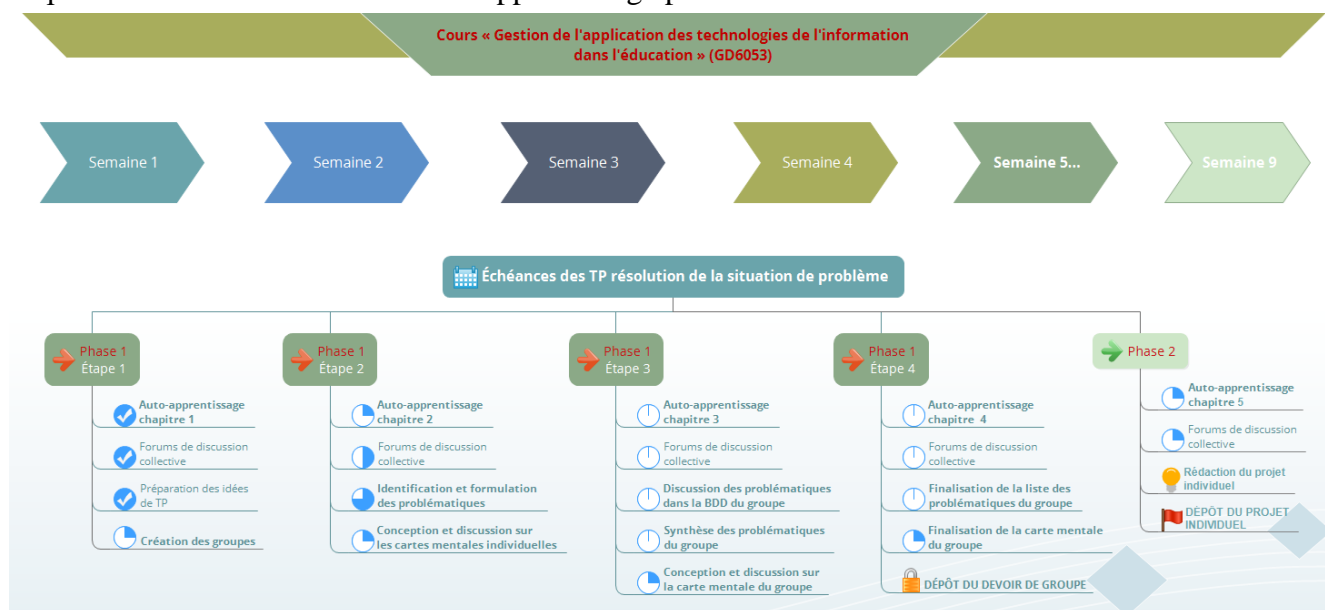 Cours « Gestion de l'application des technologies de l'information
dans l'éducation » (GD6053)
Semaine 1
Semaine 2
Semaine 3
Semaine 4
Semaine 5...
Semaine 9
Échéances des TP résolution de la situation de problème
Phase 1
Étape 1
Auto-apprentissage
chapitre 1
Forums de discussion
collective
Préparation des idées
de TP
Création des groupes
Phase 1
Étape 2
Auto-apprentissage
chapitre 2
Forums de discussion
collective
Identification et formulation
des problématiques
Conception et discussion sur
les cartes mentales individuelles
Phase 1
Étape 3
Auto-apprentissage
chapitre 3
Forums de discussion
collective
Discussion des problématiques
dans la BDD du groupe
Synthèse des problématiques
du groupe
Conception et discussion sur
la carte mentale du groupe
Phase 1
Étape 4
Auto-apprentissage
chapitre 4
Forums de discussion
collective
Finalisation de la liste des
problématiques du groupe
Finalisation de la carte mentale
du groupe
DÉPÔT DU DEVOIR DE GROUPE
Phase 2
Auto-apprentissage
chapitre 5
Forums de discussion
collective
Rédaction du projet
individuel
DÉPÔT DU PROJET
INDIVIDUEL